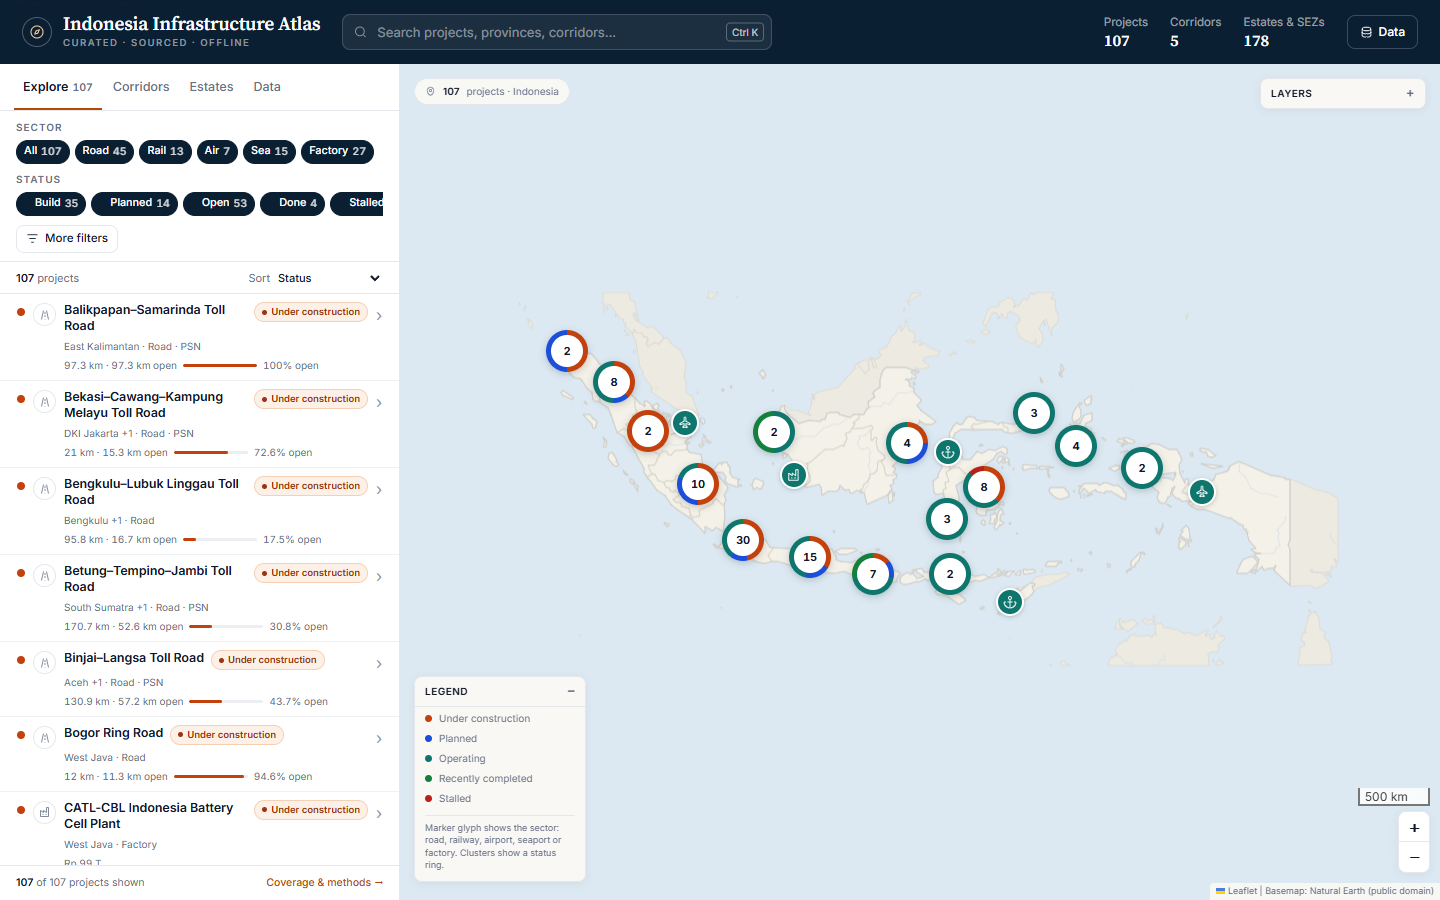 Indonesia Infrastructure Atlas
CURATED · SOURCED · OFFLINE
Search projects, provinces, corridors...
Ctrl K
Projects
107
Corridors
5
Estates & SEZs
178
Data
Explore 107
Corridors
Estates
Data
SECTOR
All 107
Road 45
Rail 13
Air 7
Sea 15
Factory 27
STATUS
Build 35
Planned 14
Open 53
Done 4
Stalled
More filters
107 projects
Sort Status
Balikpapan–Samarinda Toll
Road
Under construction
East Kalimantan · Road · PSN
97.3 km · 97.3 km open
100% open
Bekasi–Cawang–Kampung
Melayu Toll Road
Under construction
DKI Jakarta +1 · Road · PSN
21 km · 15.3 km open
72.6% open
Bengkulu–Lubuk Linggau Toll
Road
Under construction
Bengkulu +1 · Road
95.8 km · 16.7 km open
17.5% open
Betung–Tempino–Jambi Toll
Road
Under construction
South Sumatra +1 · Road · PSN
170.7 km · 52.6 km open
30.8% open
Binjai–Langsa Toll Road
Under construction
Aceh +1 · Road · PSN
130.9 km · 57.2 km open
43.7% open
Bogor Ring Road
Under construction
West Java · Road
12 km · 11.3 km open
94.6% open
CATL-CBL Indonesia Battery
Cell Plant
Under construction
West Java · Factory
Rp 99 T
107 of 107 projects shown
Coverage & methods →
107 projects · Indonesia
LAYERS
+
2
8
2
2
10
30
15
7
4
3
8
3
2
4
2
LEGEND
−
Under construction
Planned
Operating
Recently completed
Stalled
Marker glyph shows the sector:
road, railway, airport, seaport or
factory. Clusters show a status
ring.
500 km
+
−
Leaflet | Basemap: Natural Earth (public domain)